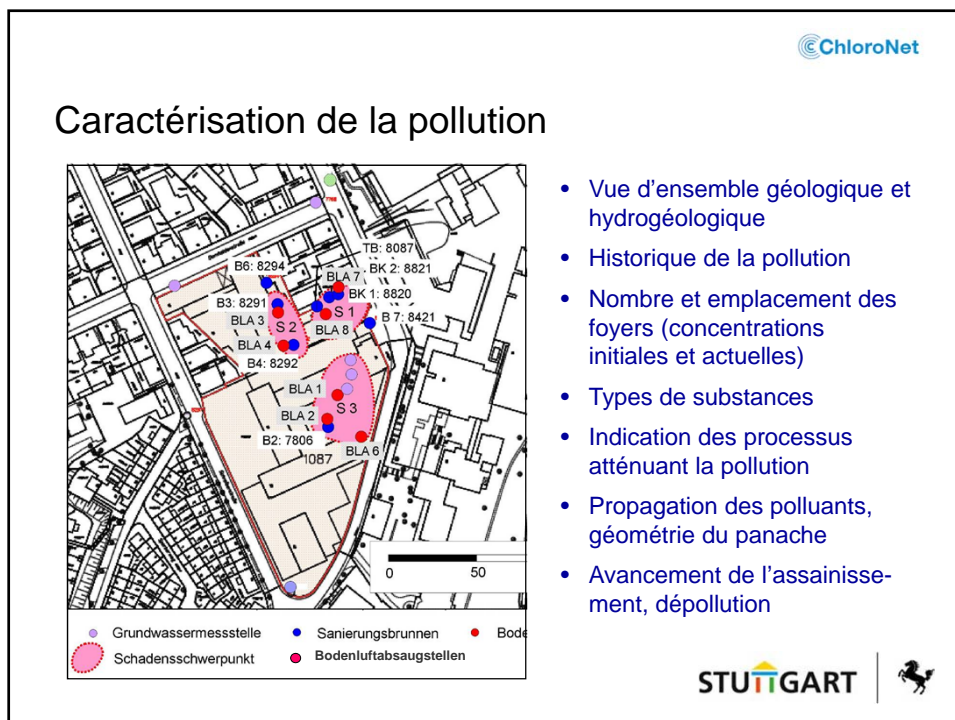 ChloroNet
Caractérisation de la pollution
TB: 8087
B6: 8294
BLA 7
BK 2: 8821
B3: 8291
BK 1: 8820
BLA 3
S 2
S 1
B 7: 8421
BLA 8
BLA 4
B4: 8292
BLA 1
S 3
BLA 2
B2: 7806
1087
BLA 6
0 50
Grundwassermessstelle
Sanierungsbrunnen
Bode
Schadensschwerpunkt
Bodenluftabsaugstellen
• Vue d’ensemble géologique et
hydrogéologique
• Historique de la pollution
• Nombre et emplacement des
foyers (concentrations
initiales et actuelles)
• Types de substances
• Indication des processus
atténuant la pollution
• Propagation des polluants,
géométrie du panache
• Avancement de l’assainisse-
ment, dépollution
STUTTGART